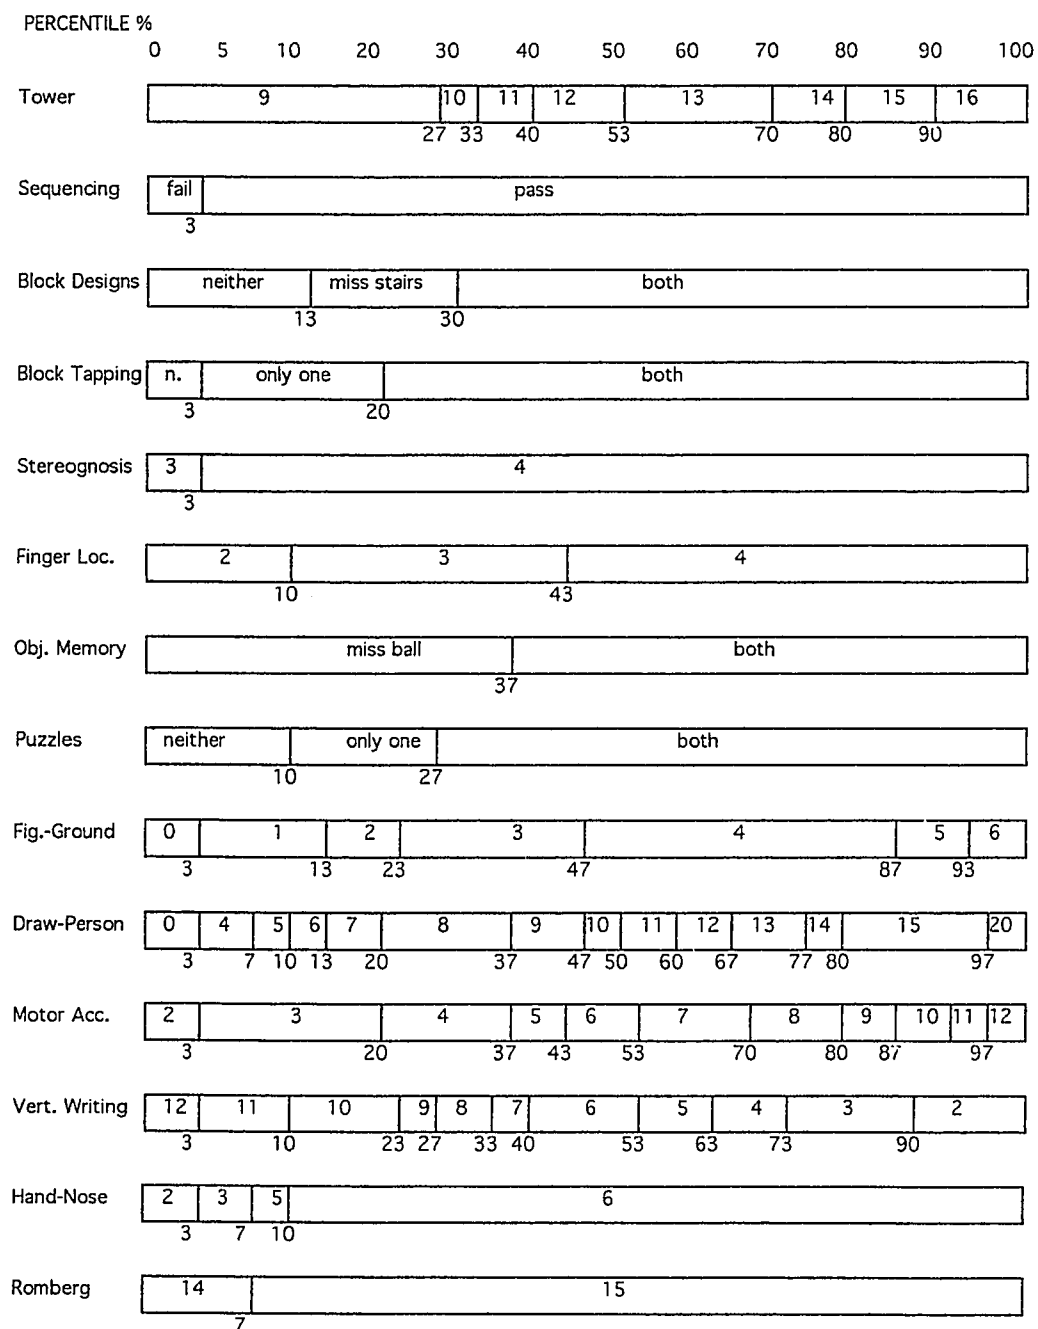 PERCENTILE %
0 5 10 20 30 40 50 60 70 80 90 100
Tower 9 10 11 12 13 14 15 16
27 33 40 53 70 80 90
Sequencing fail pass
3
Block Designs neither miss stairs both
13 30
Block Tapping n. only one both
3 20
Stereognosis 3 4
3
Finger Loc. 2 3 4
10 43
Obj. Memory miss ball both
37
Puzzles neither only one both
10 27
Fig.-Ground 0 1 2 3 4 5 6
3 13 23 47 87 93
Draw-Person 0 4 5 6 7 8 9 10 11 12 13 14 15 20
3 7 10 13 20 37 47 50 60 67 77 80 97
Motor Acc. 2 3 4 5 6 7 8 9 10 11 12
3 20 37 43 53 70 80 87 97
Vert. Writing 12 11 10 9 8 7 6 5 4 3 2
3 10 23 27 33 40 53 63 73 90
Hand-Nose 2 3 5 6
3 7 10
Romberg 14 15
7